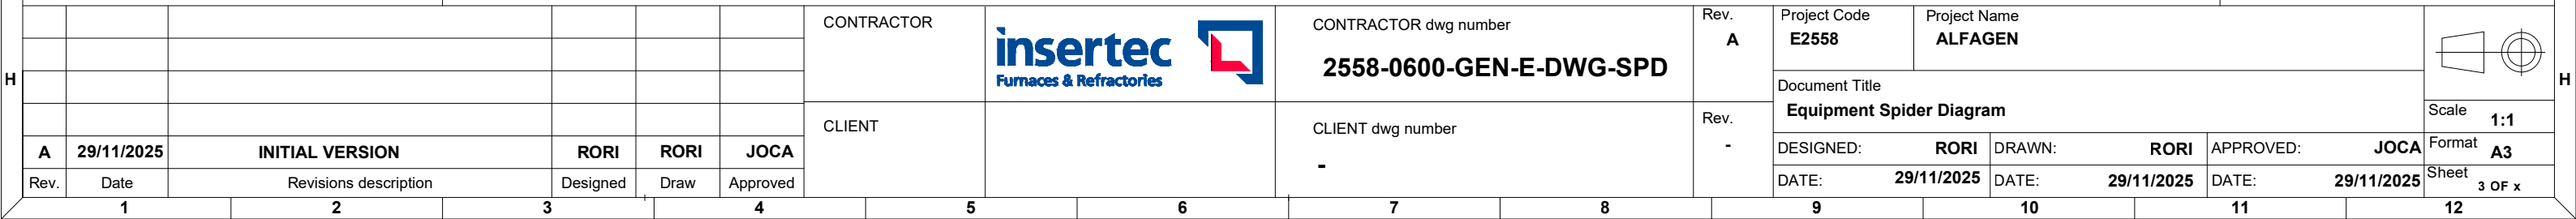 H
A 29/11/2025 INITIAL VERSION RORI RORI JOCA
Rev. Date Revisions description Designed Draw Approved
CONTRACTOR
insertec
Furnaces & Refractories
CONTRACTOR dwg number
2558-0600-GEN-E-DWG-SPD
Rev.
A
CLIENT
CLIENT dwg number
-
Rev.
-
Project Code
E2558
Project Name
ALFAGEN
Document Title
Equipment Spider Diagram
DESIGNED: RORI DRAWN: RORI APPROVED: JOCA
DATE: 29/11/2025 DATE: 29/11/2025 DATE: 29/11/2025
Scale
1:1
Format
A3
Sheet
3 OF x
H
1 2 3 4 5 6 7 8 9 10 11 12